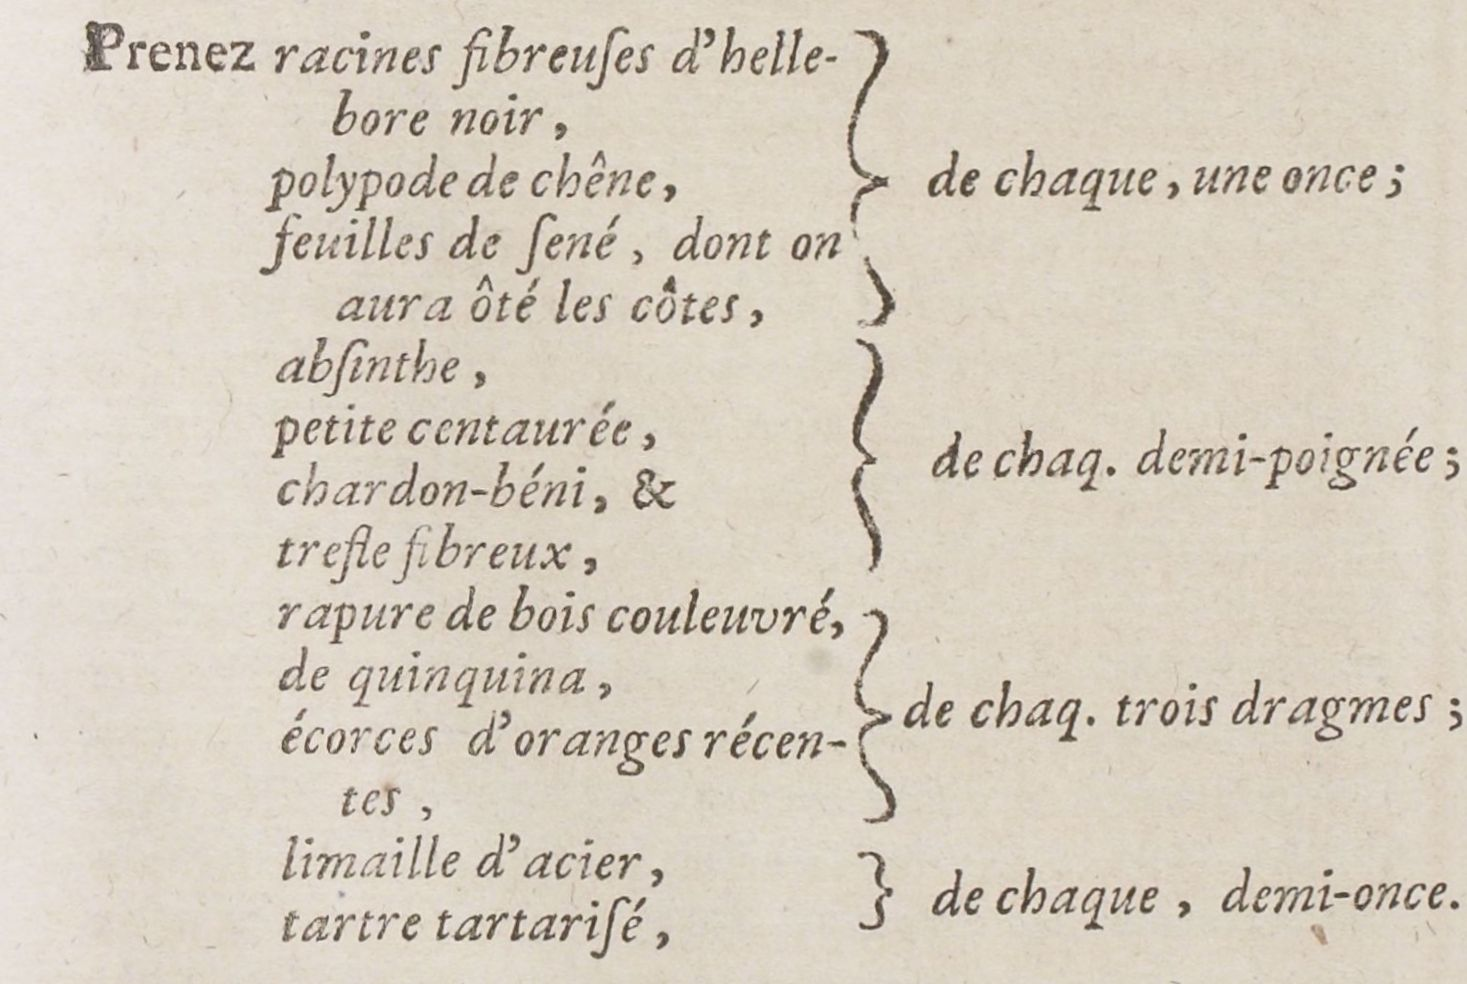 Prenez racines fibreuſes d'helle-
bore noir,
polypode de chêne,
feuilles de ſené, dont on
aura ôté les côtes,
de chaque, une once;
abſinthe,
petite centaurée,
chardon-béni, &
trefle fibreux,
de chaq. demi-poignée;
rapure de bois couleuvré,
de quinquina,
écorces d'oranges récen-
tes,
de chaq. trois dragmes;
limaille d'acier,
tartre tartariſé,
de chaque, demi-once.